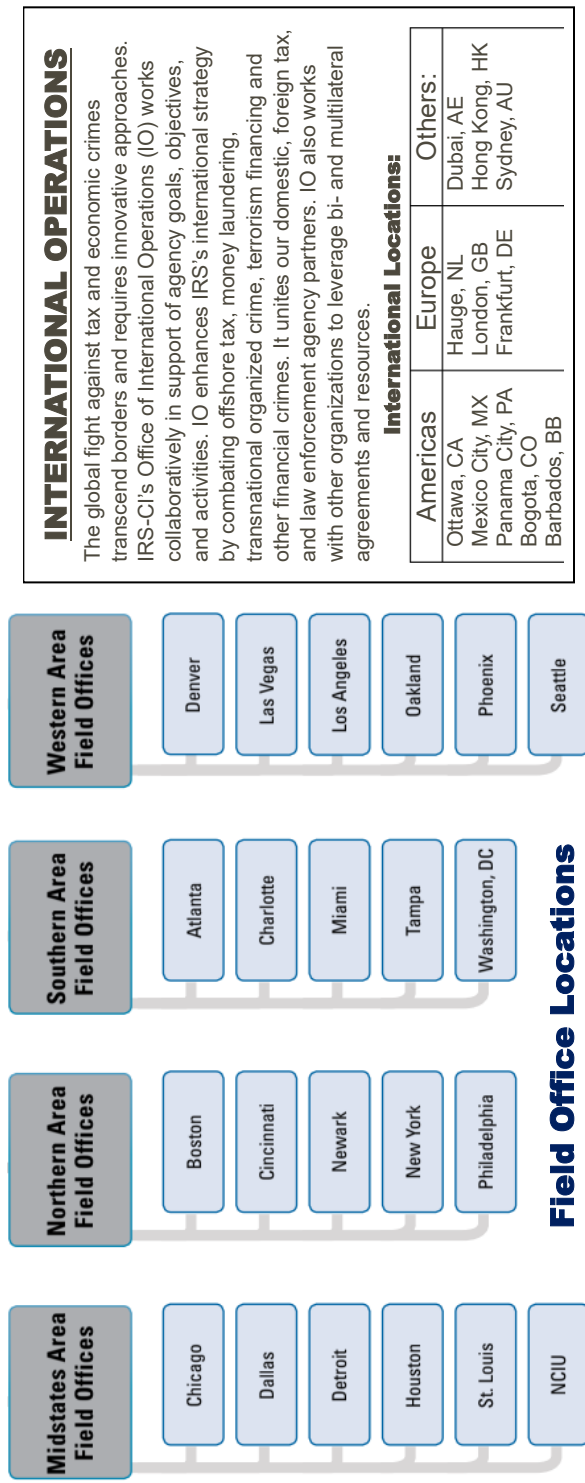 Midstates Area
Field Offices
Chicago
Dallas
Detroit
Houston
St. Louis
NCIU
Northern Area
Field Offices
Boston
Cincinnati
Newark
New York
Philadelphia
Southern Area
Field Offices
Atlanta
Charlotte
Miami
Tampa
Washington, DC
Western Area
Field Offices
Denver
Las Vegas
Los Angeles
Oakland
Phoenix
Seattle
Field Office Locations
INTERNATIONAL OPERATIONS
The global fight against tax and economic crimes
transcend borders and requires innovative approaches.
IRS-CI's Office of International Operations (IO) works
collaboratively in support of agency goals, objectives,
and activities. IO enhances IRS's international strategy
by combating offshore tax, money laundering,
transnational organized crime, terrorism financing and
other financial crimes. It unites our domestic, foreign tax,
and law enforcement agency partners. IO also works
with other organizations to leverage bi- and multilateral
agreements and resources.
International Locations:
Americas Europe Others:
Ottawa, CA Hauge, NL Dubai, AE
Mexico City, MX London, GB Hong Kong, HK
Panama City, PA Frankfurt, DE Sydney, AU
Bogota, CO
Barbados, BB